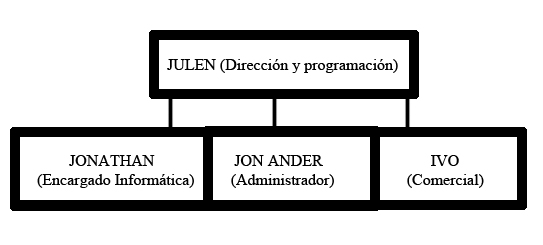 JULEN (Dirección y programación)
JONATHAN
(Encargado Informática)
JON ANDER
(Administrador)
IVO
(Comercial)